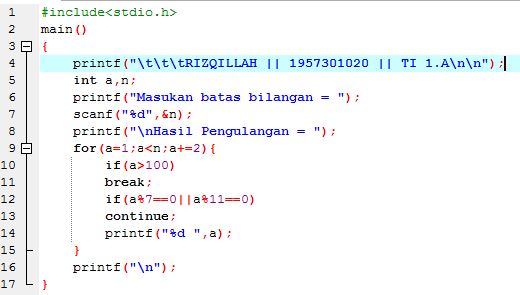 1 #include<stdio.h>
2 main()
3 {
4 printf("\t\t\tRIZQILLAH || 1957301020 || TI 1.A\n\n");
5 int a,n;
6 printf("Masukan batas bilangan = ");
7 scanf("%d",&n);
8 printf("\nHasil Pengulangan = ");
9 for(a=1;a<n;a+=2){
10 if(a>100)
11 break;
12 if(a%7==0||a%11==0)
13 continue;
14 printf("%d ",a);
15 }
16 printf("\n");
17 }